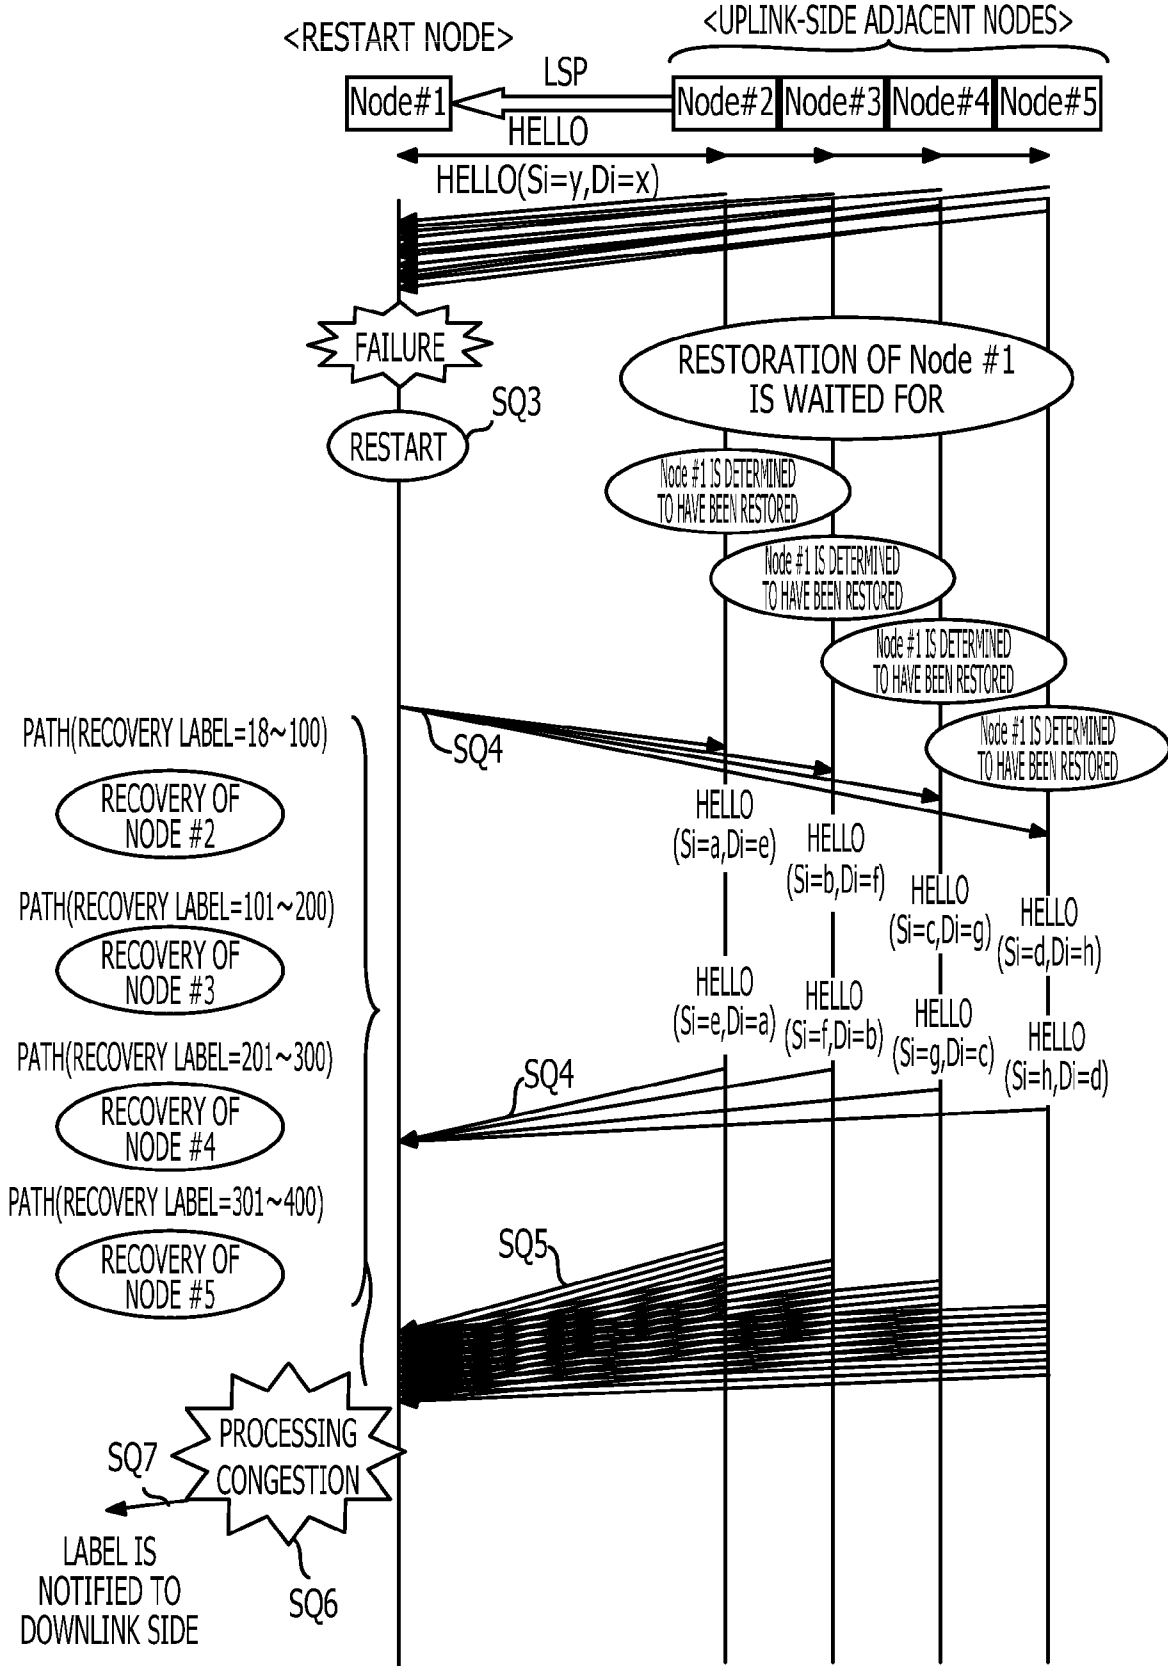 <UPLINK-SIDE ADJACENT NODES>
<RESTART NODE>
LSP
Node#1
Node#2
Node#3
Node#4
Node#5
HELLO
HELLO(Si=y,Di=x)
FAILURE
RESTORATION OF Node #1
IS WAITED FOR
SQ3
RESTART
Node #1 IS DETERMINED
TO HAVE BEEN RESTORED
Node #1 IS DETERMINED
TO HAVE BEEN RESTORED
Node #1 IS DETERMINED
TO HAVE BEEN RESTORED
Node #1 IS DETERMINED
TO HAVE BEEN RESTORED
PATH(RECOVERY LABEL=18~100)
SQ4
RECOVERY OF
NODE #2
HELLO
(Si=a,Di=e)
HELLO
(Si=b,Di=f)
HELLO
(Si=c,Di=g)
HELLO
(Si=d,Di=h)
PATH(RECOVERY LABEL=101~200)
RECOVERY OF
NODE #3
HELLO
(Si=e,Di=a)
HELLO
(Si=f,Di=b)
HELLO
(Si=g,Di=c)
HELLO
(Si=h,Di=d)
PATH(RECOVERY LABEL=201~300)
SQ4
RECOVERY OF
NODE #4
PATH(RECOVERY LABEL=301~400)
SQ5
RECOVERY OF
NODE #5
PROCESSING
CONGESTION
SQ7
LABEL IS
NOTIFIED TO
DOWNLINK SIDE
SQ6